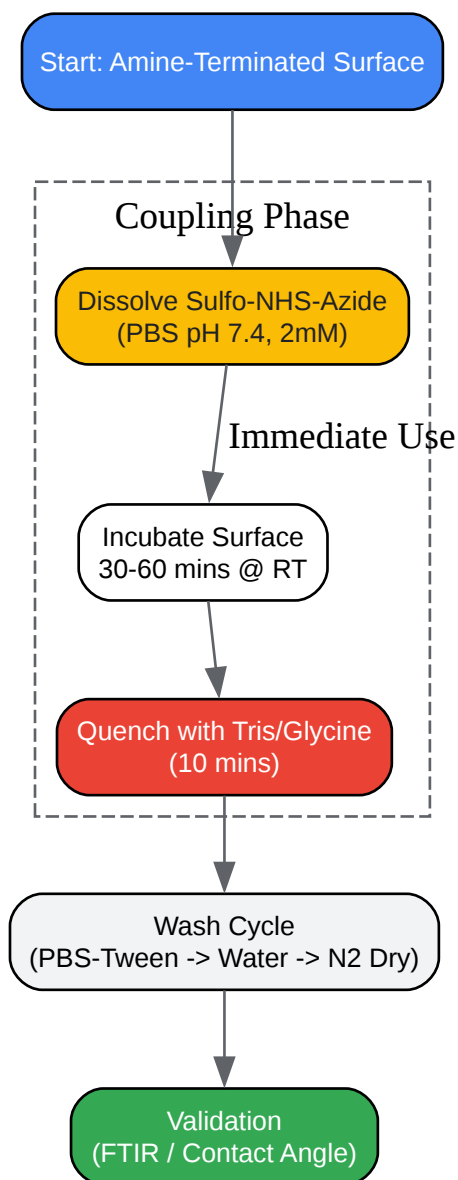 Start: Amine-Terminated Surface
Coupling Phase
Dissolve Sulfo-NHS-Azide
(PBS pH 7.4, 2mM)
Immediate Use
Incubate Surface
30-60 mins @ RT
Quench with Tris/Glycine
(10 mins)
Wash Cycle
(PBS-Tween -> Water -> N2 Dry)
Validation
(FTIR / Contact Angle)